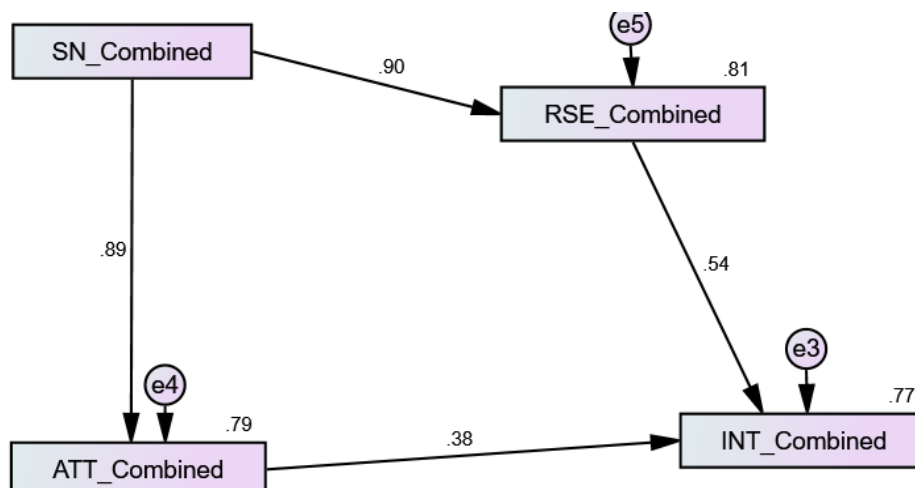 e5
SN_Combined
.90
.81
RSE_Combined
.89
.54
e3
e4
.77
.79
.38
INT_Combined
ATT_Combined